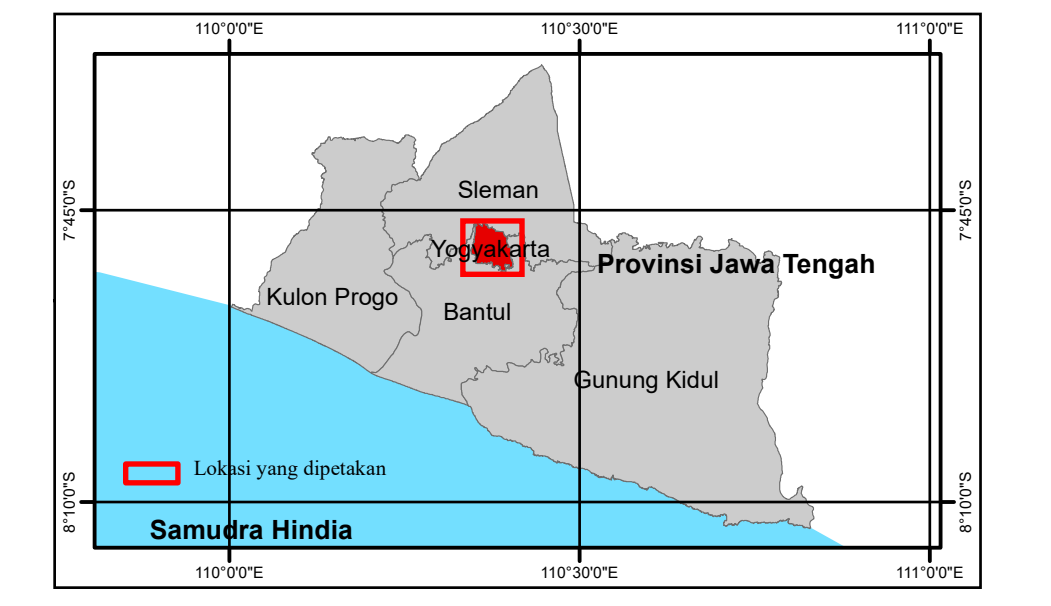 110°0'0"E
110°30'0"E
111°0'0"E
7°45'0"S
7°45'0"S
Sleman
Yogyakarta
Provinsi Jawa Tengah
Kulon Progo
Bantul
Gunung Kidul
Lokasi yang dipetakan
8°10'0"S
8°10'0"S
Samudra Hindia
110°0'0"E
110°30'0"E
111°0'0"E